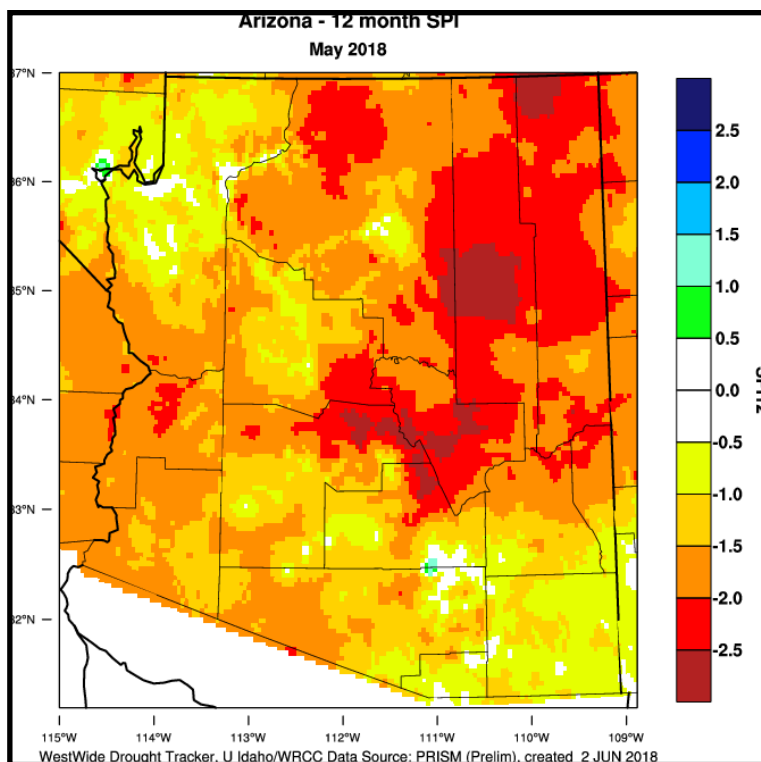 Arizona - 12 month SPI
May 2018
37°N
36°N
35°N
34°N
33°N
32°N
115°W 114°W 113°W 112°W 111°W 110°W 109°W
2.5
2.0
1.5
1.0
0.5
0.0
-0.5
-1.0
-1.5
-2.0
-2.5
WestWide Drought Tracker, U Idaho/WRCC Data Source: PRISM (Prelim), created 2 JUN 2018